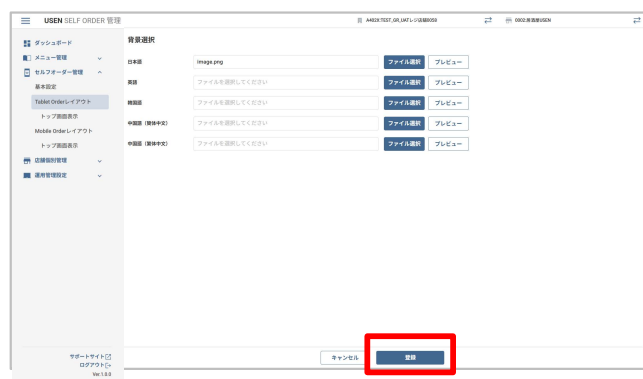 USEN SELF ORDER 管理
A4828:TEST_GR_UATレジ店舗0058
0002:居酒屋USEN
ダッシュボード
メニュー管理
セルフオーダー管理
基本設定
Tablet Orderレイアウト
トップ画面表示
Mobile Orderレイアウト
トップ画面表示
店舗個別管理
運用管理設定
サポートサイト
ログアウト
Ver.1.8.0
背景選択
日本語 Image.png ファイル選択 プレビュー
英語 ファイルを選択してください ファイル選択 プレビュー
韓国語 ファイルを選択してください ファイル選択 プレビュー
中国語（簡体中文） ファイルを選択してください ファイル選択 プレビュー
中国語（繁体中文） ファイルを選択してください ファイル選択 プレビュー
キャンセル 登録